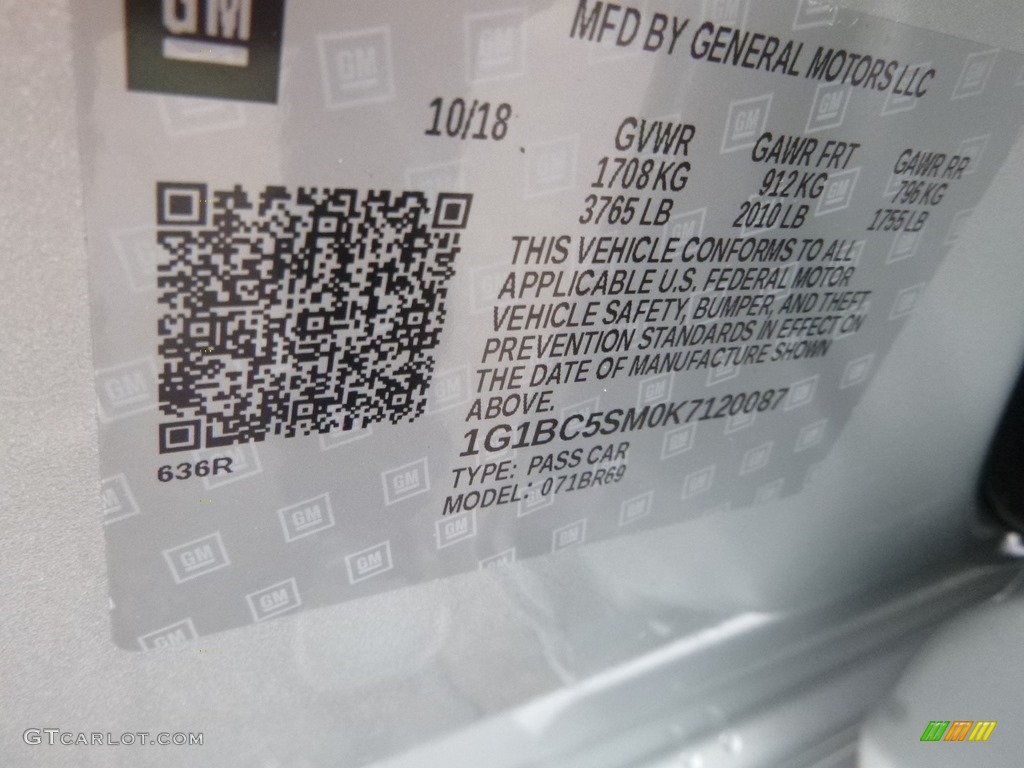 GM
MFD BY GENERAL MOTORS LLC
10/18
GVWR GAWR FRT GAWR RR
1708 KG 912 KG 796 KG
3765 LB 2010 LB 1755 LB
THIS VEHICLE CONFORMS TO ALL
APPLICABLE U.S. FEDERAL MOTOR
VEHICLE SAFETY, BUMPER, AND THEFT
PREVENTION STANDARDS IN EFFECT ON
THE DATE OF MANUFACTURE SHOWN
ABOVE.
1G1BC5SM0K7120087
TYPE: PASS CAR
MODEL: 071BR69
636R
GTCARLOT.COM